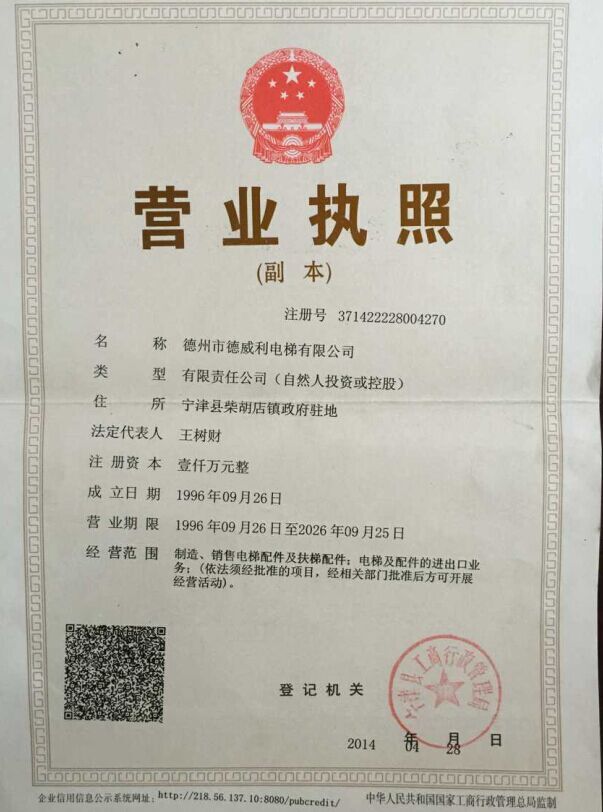 营业执照
(副 本)
注册号 371422228004270
名 称 德州市德威利电梯有限公司
类 型 有限责任公司（自然人投资或控股）
住 所 宁津县柴胡店镇政府驻地
法定代表人 王树财
注册资本 壹仟万元整
成立日期 1996年09月26日
营业期限 1996年09月26日至2026年09月25日
经营范围 制造、销售电梯配件及扶梯配件；电梯及配件的进出口业
务；(依法须经批准的项目，经相关部门批准后方可开展
经营活动)。
宁津县工商行政管理局
登记机关
2014 年 04 月 28 日
企业信用信息公示系统网址：http://218.56.137.10:8080/pubcredit/
中华人民共和国国家工商行政管理总局监制